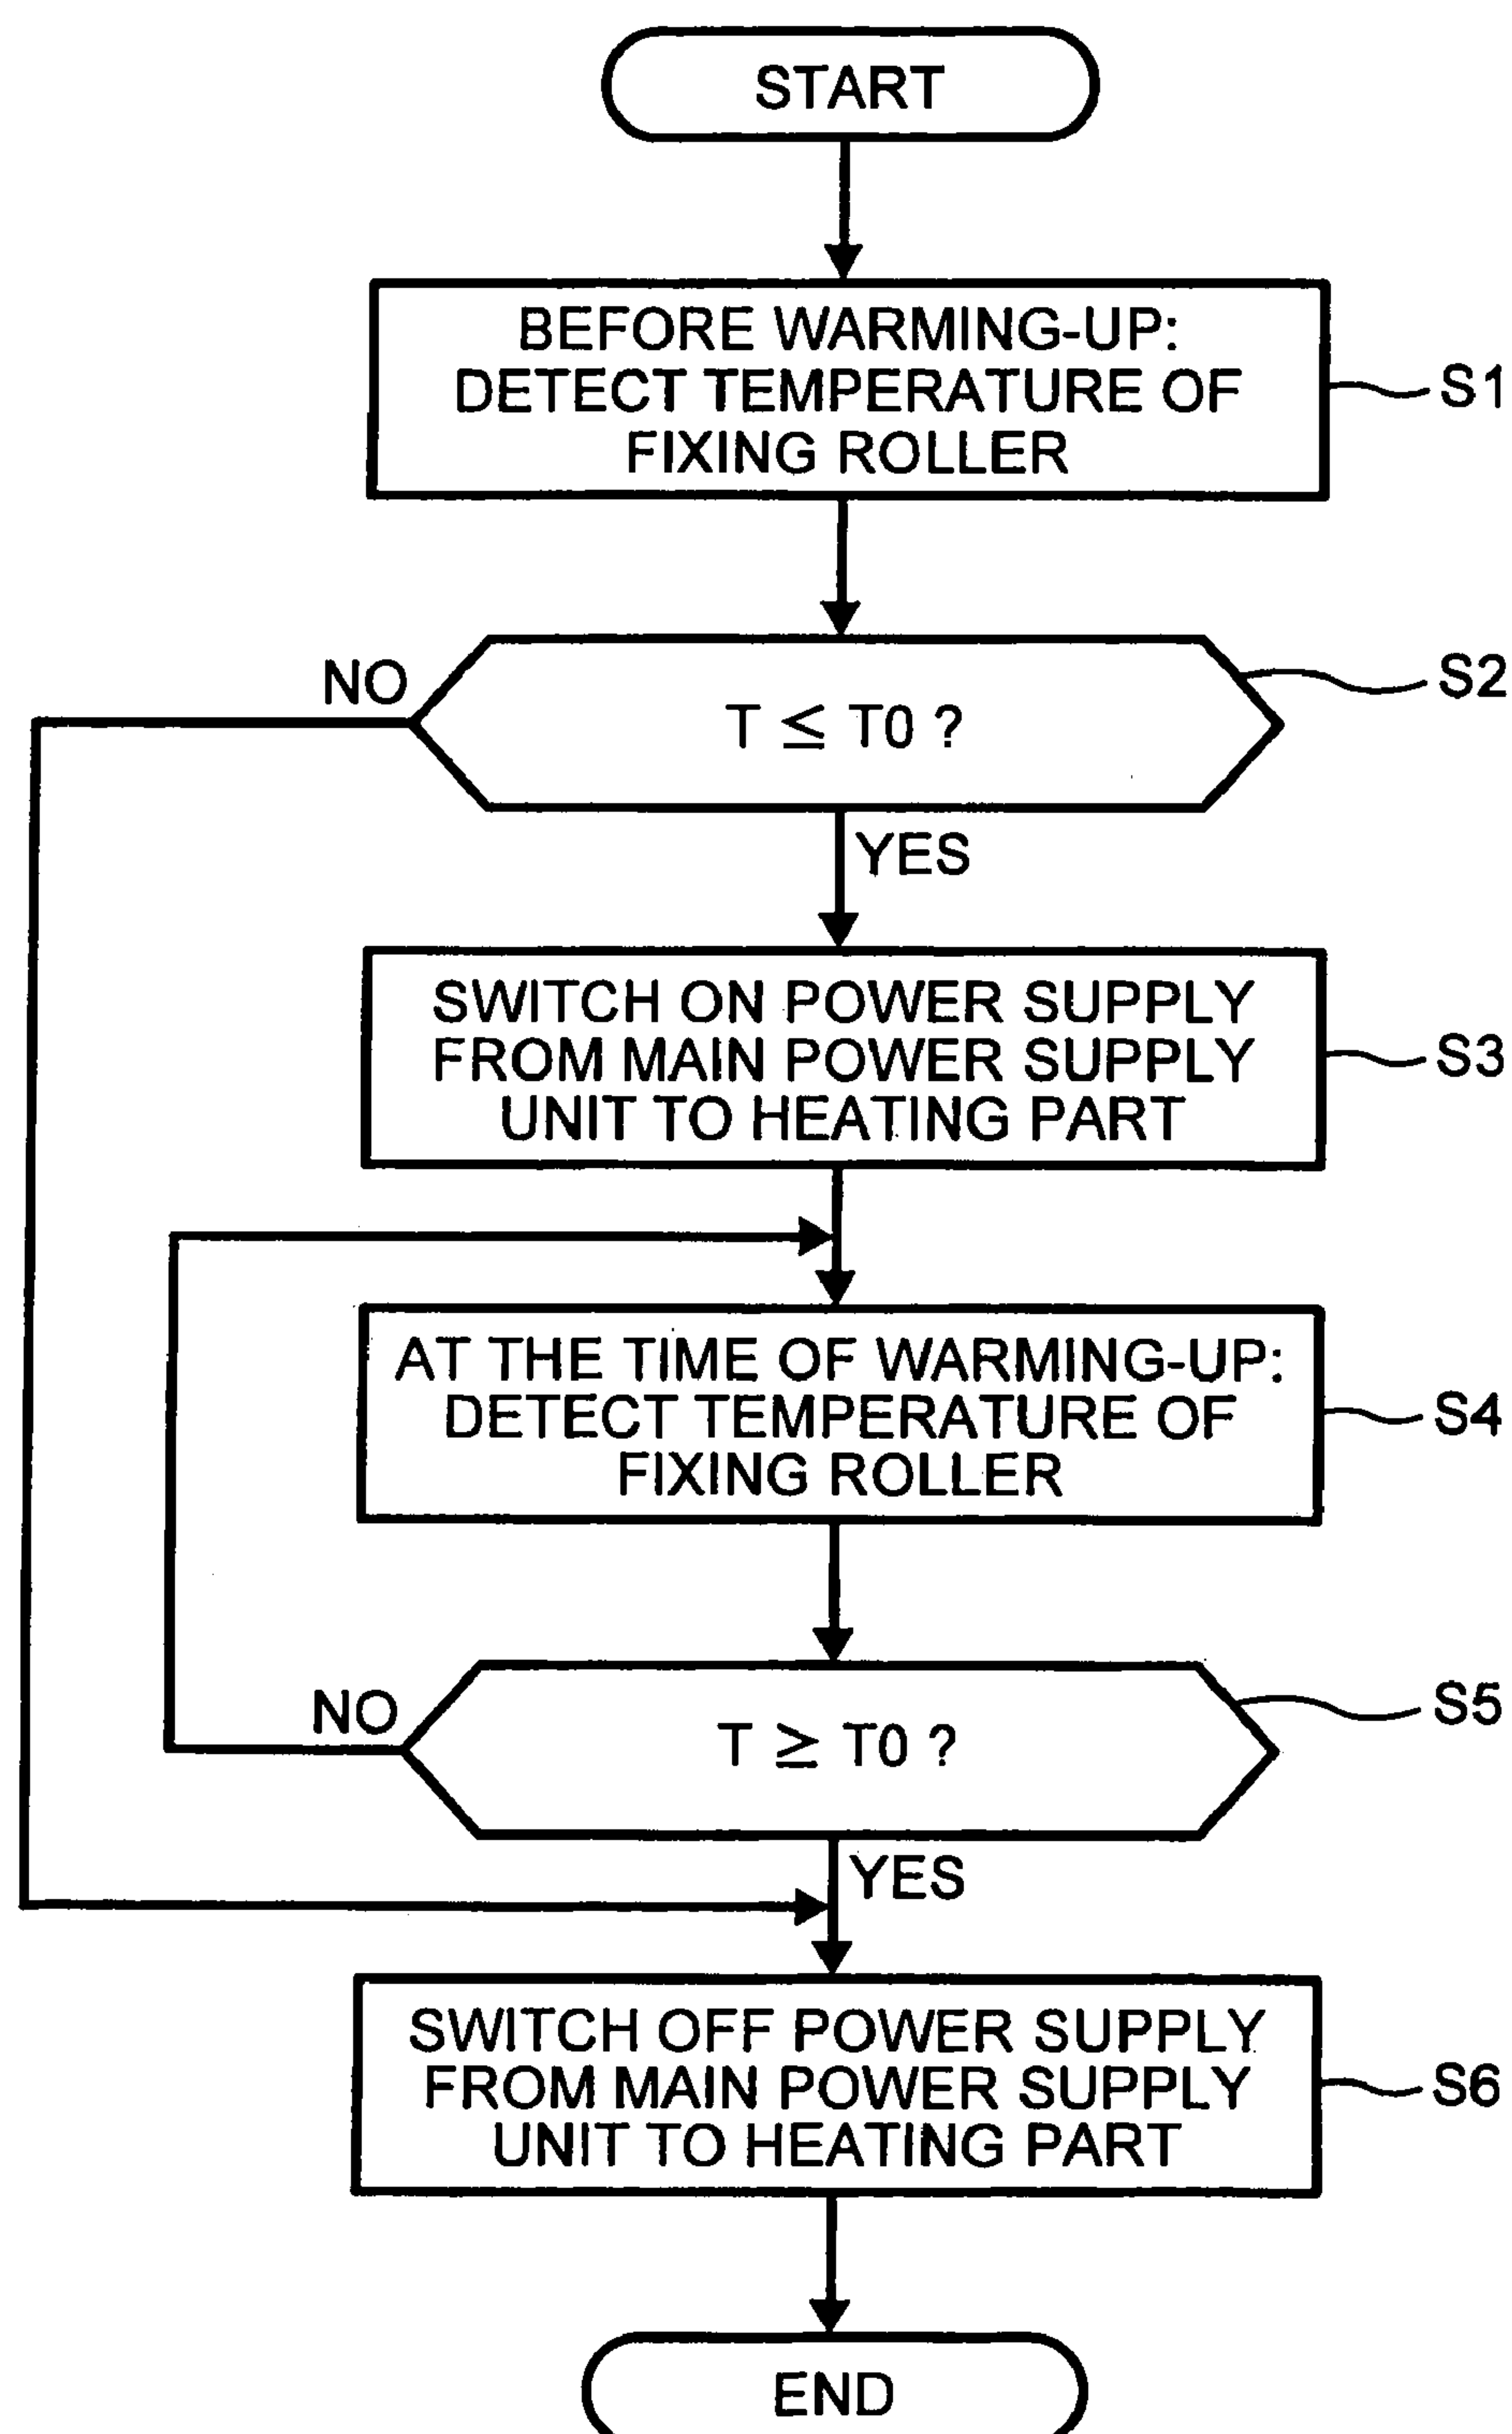 START
BEFORE WARMING-UP:
DETECT TEMPERATURE OF
FIXING ROLLER
S1
NO
T ≤ T0 ?
S2
YES
SWITCH ON POWER SUPPLY
FROM MAIN POWER SUPPLY
UNIT TO HEATING PART
S3
AT THE TIME OF WARMING-UP:
DETECT TEMPERATURE OF
FIXING ROLLER
S4
NO
T ≥ T0 ?
S5
YES
SWITCH OFF POWER SUPPLY
FROM MAIN POWER SUPPLY
UNIT TO HEATING PART
S6
END